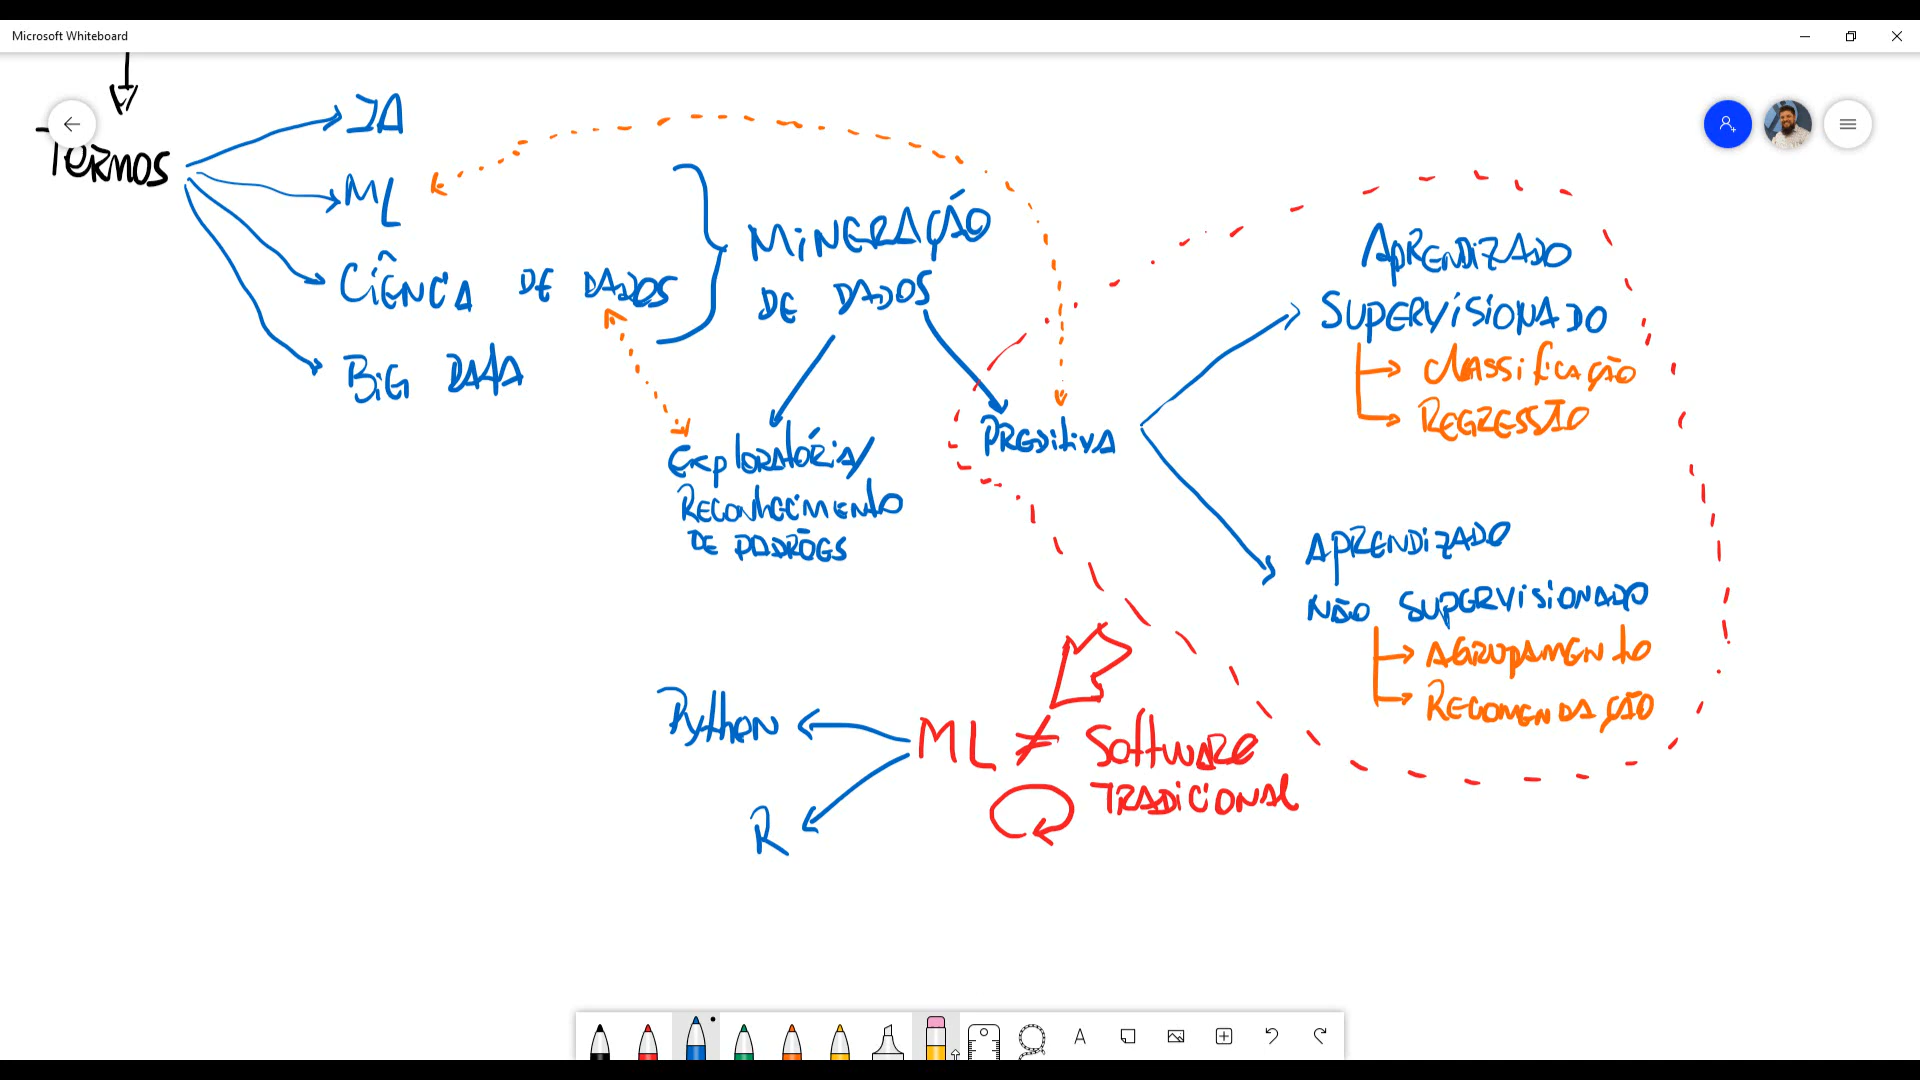 Microsoft Whiteboard
TERMOS
IA
ML
CIÊNCIA DE DADOS
BIG DATA
MINERAÇÃO
DE DADOS
EXPLORATÓRIA/
RECONHECIMENTO
DE PADRÕES
PREDITIVA
APRENDIZADO
SUPERVISIONADO
CLASSIFICAÇÃO
REGRESSÃO
APRENDIZADO
NÃO SUPERVISIONADO
AGRUPAMENTO
RECOMENDAÇÃO
Python
R
ML ≠ SOFTWARE
TRADICIONAL
A